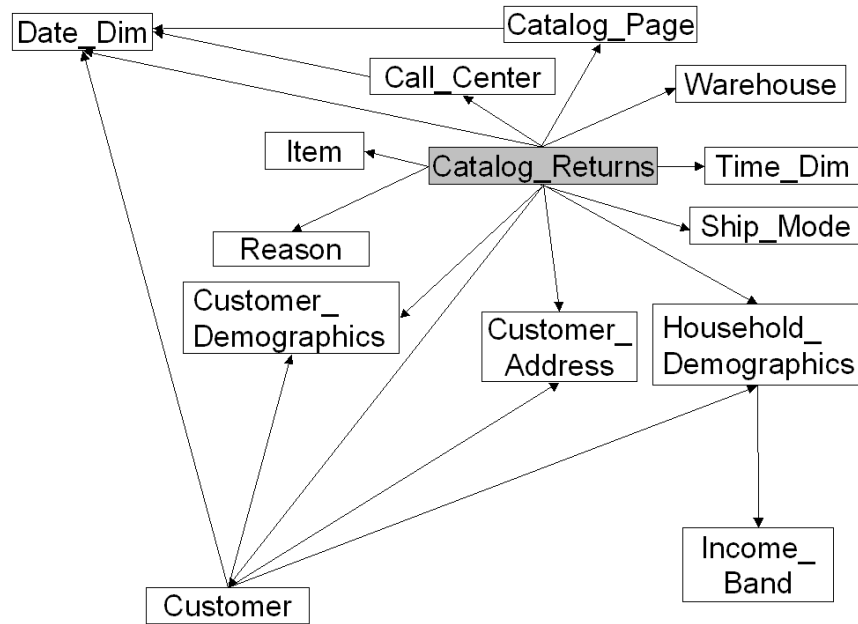 Date_Dim
Catalog_Page
Call_Center
Warehouse
Item
Catalog_Returns
Time_Dim
Ship_Mode
Reason
Customer_
Demographics
Customer_
Address
Household_
Demographics
Income_
Band
Customer